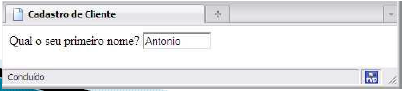 Cadastro de Cliente
Qual o seu primeiro nome? Antonio
Concluído